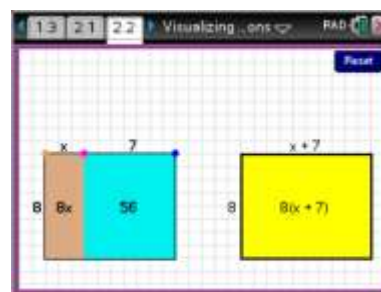 1.3 2.1 2.2 Visualizing...ons RAD
Reset
x 7 x + 7
8 8x 56 8 8(x + 7)